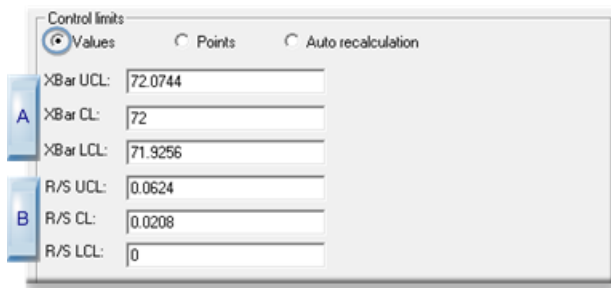 Control limits
Values Points Auto recalculation
XBar UCL: 72.0744
A
XBar CL: 72
XBar LCL: 71.9256
R/S UCL: 0.0624
B
R/S CL: 0.0208
R/S LCL: 0